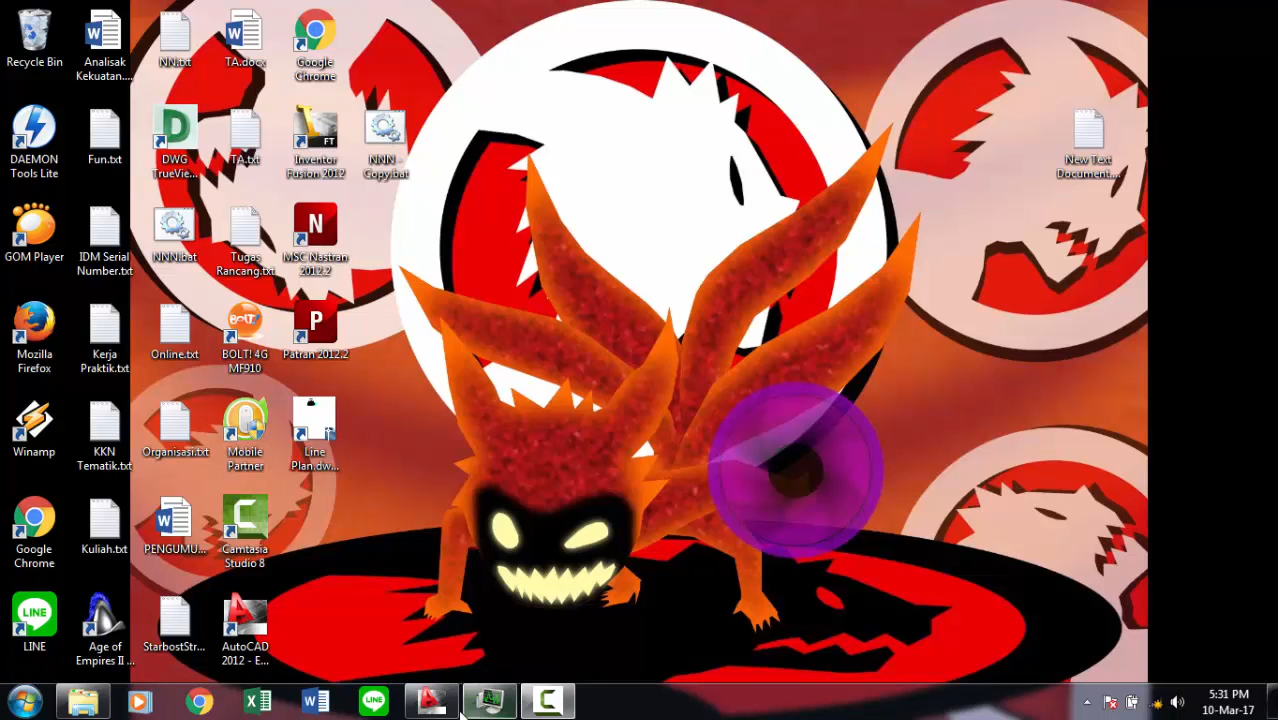 Recycle Bin
Analisak
Kekuatan....
NN.txt
TA.docx
Google
Chrome
DAEMON
Tools Lite
Fun.txt
DWG
TrueVie...
TA.txt
Inventor
Fusion 2012
NNN -
Copy.bat
New Text
Document....
GOM Player
IDM Serial
Number.txt
NNN.bat
Tugas
Rancang.txt
MSC Nastran
2012.2
Mozilla
Firefox
Kerja
Praktik.txt
Online.txt
BOLT! 4G
MF910
Patran 2012.2
Winamp
KKN
Tematik.txt
Organisasi.txt
Mobile
Partner
Line
Plan.dw...
Google
Chrome
Kuliah.txt
PENGUMU...
Camtasia
Studio 8
LINE
Age of
Empires II ...
StarbostStr...
AutoCAD
2012 - E...
5:31 PM
10-Mar-17